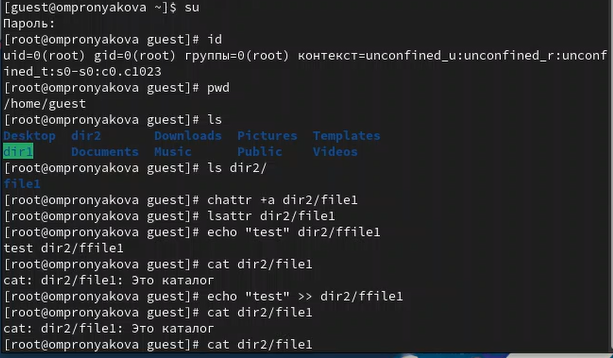 [guest@ompronyakova ~]$ su
Пароль:
[root@ompronyakova guest]# id
uid=0(root) gid=0(root) группы=0(root) контекст=unconfined_u:unconfined_r:unconf
ined_t:s0-s0:c0.c1023
[root@ompronyakova guest]# pwd
/home/guest
[root@ompronyakova guest]# ls
Desktop dir2 Downloads Pictures Templates
dir1 Documents Music Public Videos
[root@ompronyakova guest]# ls dir2/
file1
[root@ompronyakova guest]# chattr +a dir2/file1
[root@ompronyakova guest]# lsattr dir2/file1
[root@ompronyakova guest]# echo "test" dir2/ffile1
test dir2/ffile1
[root@ompronyakova guest]# cat dir2/file1
cat: dir2/file1: Это каталог
[root@ompronyakova guest]# echo "test" >> dir2/ffile1
[root@ompronyakova guest]# cat dir2/file1
cat: dir2/file1: Это каталог
[root@ompronyakova guest]# cat dir2/file1